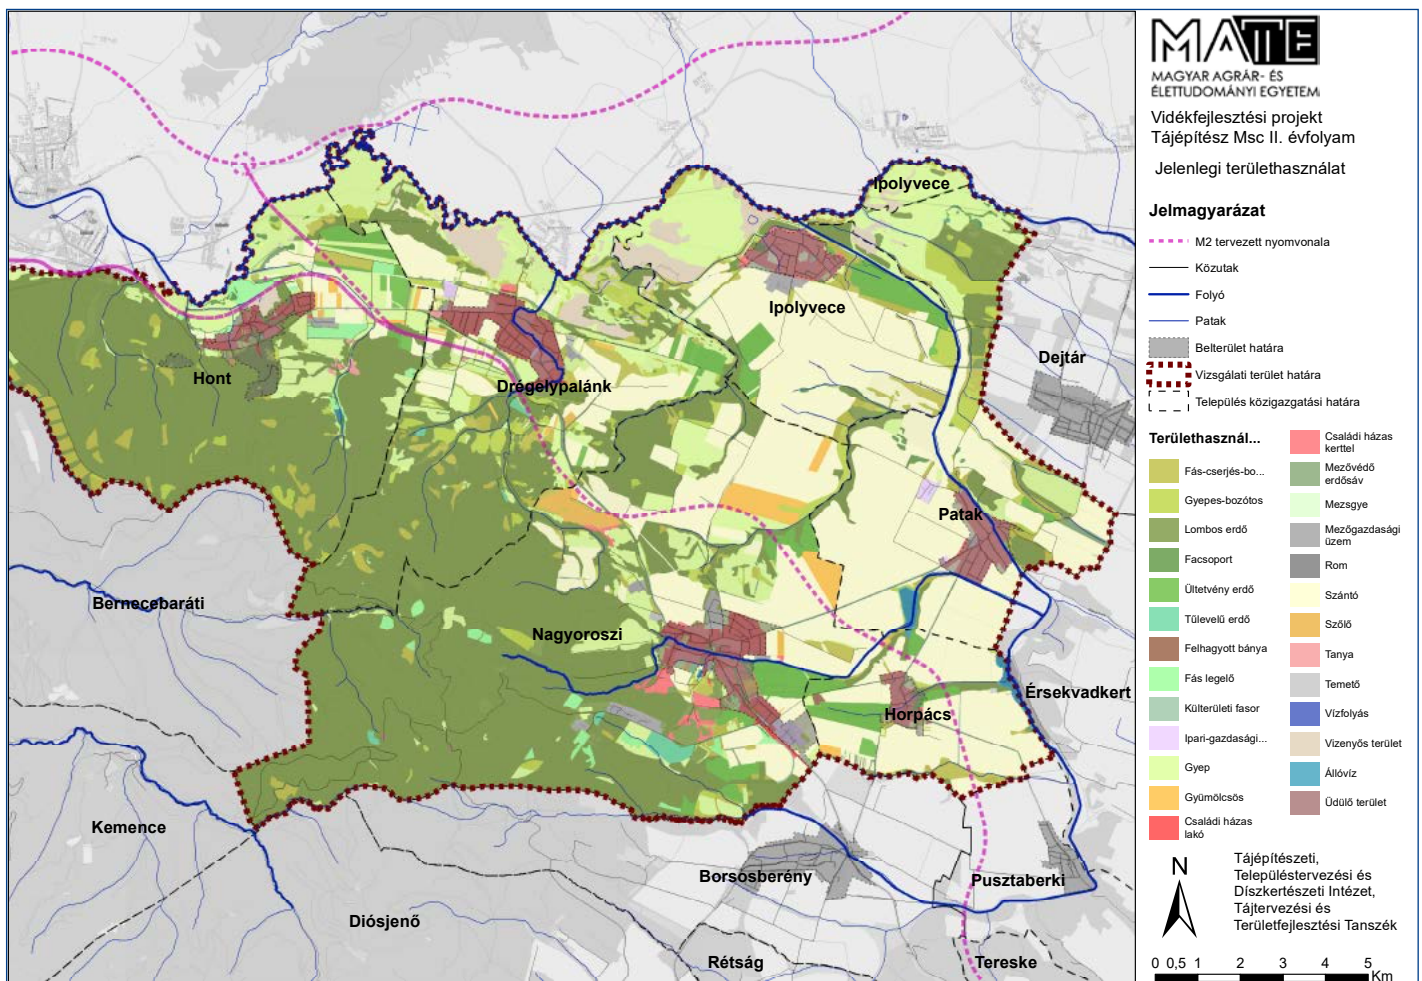 MATE
MAGYAR AGRÁR- ÉS
ÉLETTUDOMÁNYI EGYETEM
Vidékfejlesztési projekt
Tájépítész Msc II. évfolyam
Jelenlegi területhasználat
Jelmagyarázat
M2 tervezett nyomvonala
Közutak
Folyó
Patak
Belterület határa
Vizsgálati terület határa
Település közigazgatási határa
Területhasznál...
Fás-cserjés-bo...
Gyepes-bozótos
Lombos erdő
Facsoport
Ültetvény erdő
Tűlevelű erdő
Felhagyott bánya
Fás legelő
Külterületi fasor
Ipari-gazdasági...
Gyep
Gyümölcsös
Családi házas
lakó
Családi házas
kerttel
Mezővédő
erdősáv
Mezsgye
Mezőgazdasági
üzem
Rom
Szántó
Szőlő
Tanya
Temető
Vízfolyás
Vizenyős terület
Állóvíz
Üdülő terület
N
Tájépítészeti,
Településtervezési és
Díszkertészeti Intézet,
Tájtervezési és
Területfejlesztési Tanszék
0 0,5 1 2 3 4 5
Km
Ipolyvece
Ipolyvece
Dejtár
Hont
Drégelypalánk
Patak
Bernecebaráti
Nagyoroszi
Érsekvadkert
Horpács
Kemence
Borsosberény
Pusztaberki
Diósjenő
Rétság
Tereske